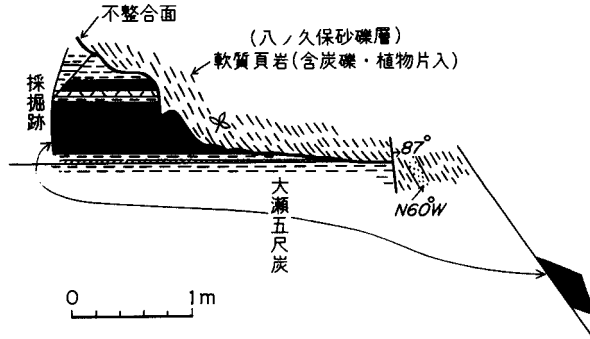 不整合面
(八ノ久保砂礫層)
軟質頁岩(含炭礫・植物片入)
採掘跡
87°
N60°W
大瀬五尺炭
0 1m